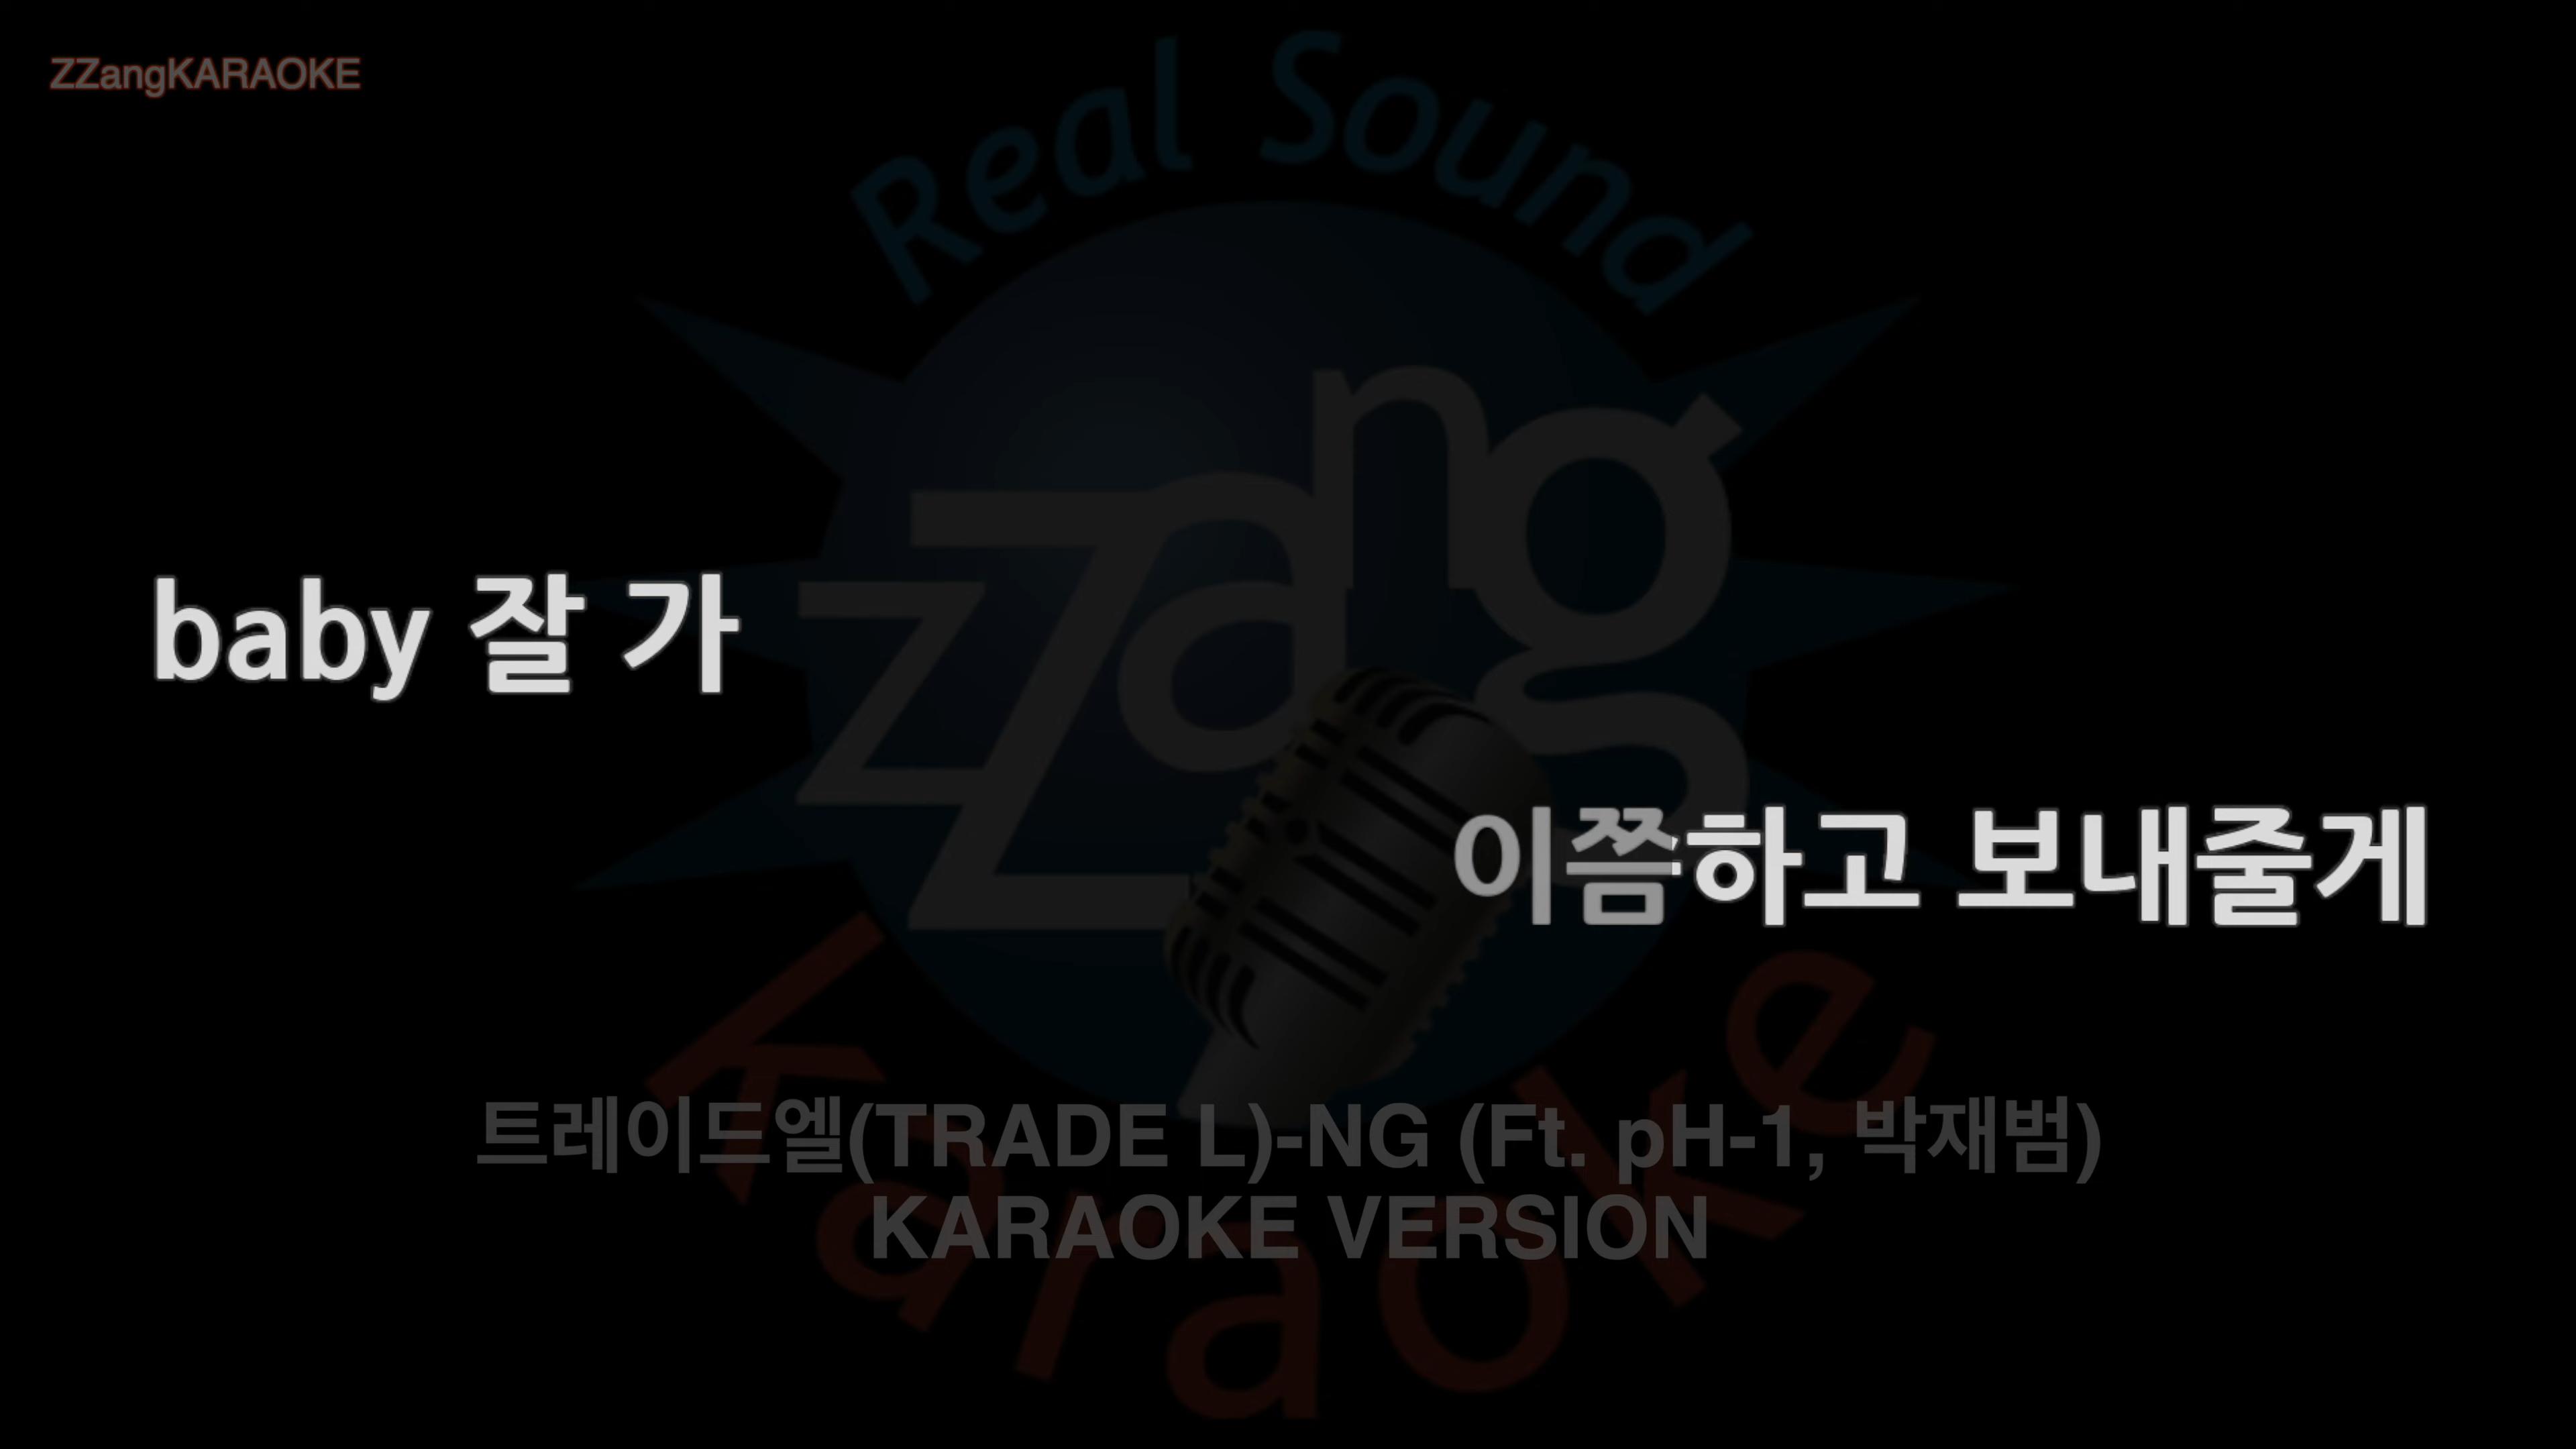 ZZangKARAOKE
Real Sound
zZang
baby 잘 가
이쯤하고 보내줄게
Karaoke
트레이드엘(TRADE L)-NG (Ft. pH-1, 박재범)
KARAOKE VERSION